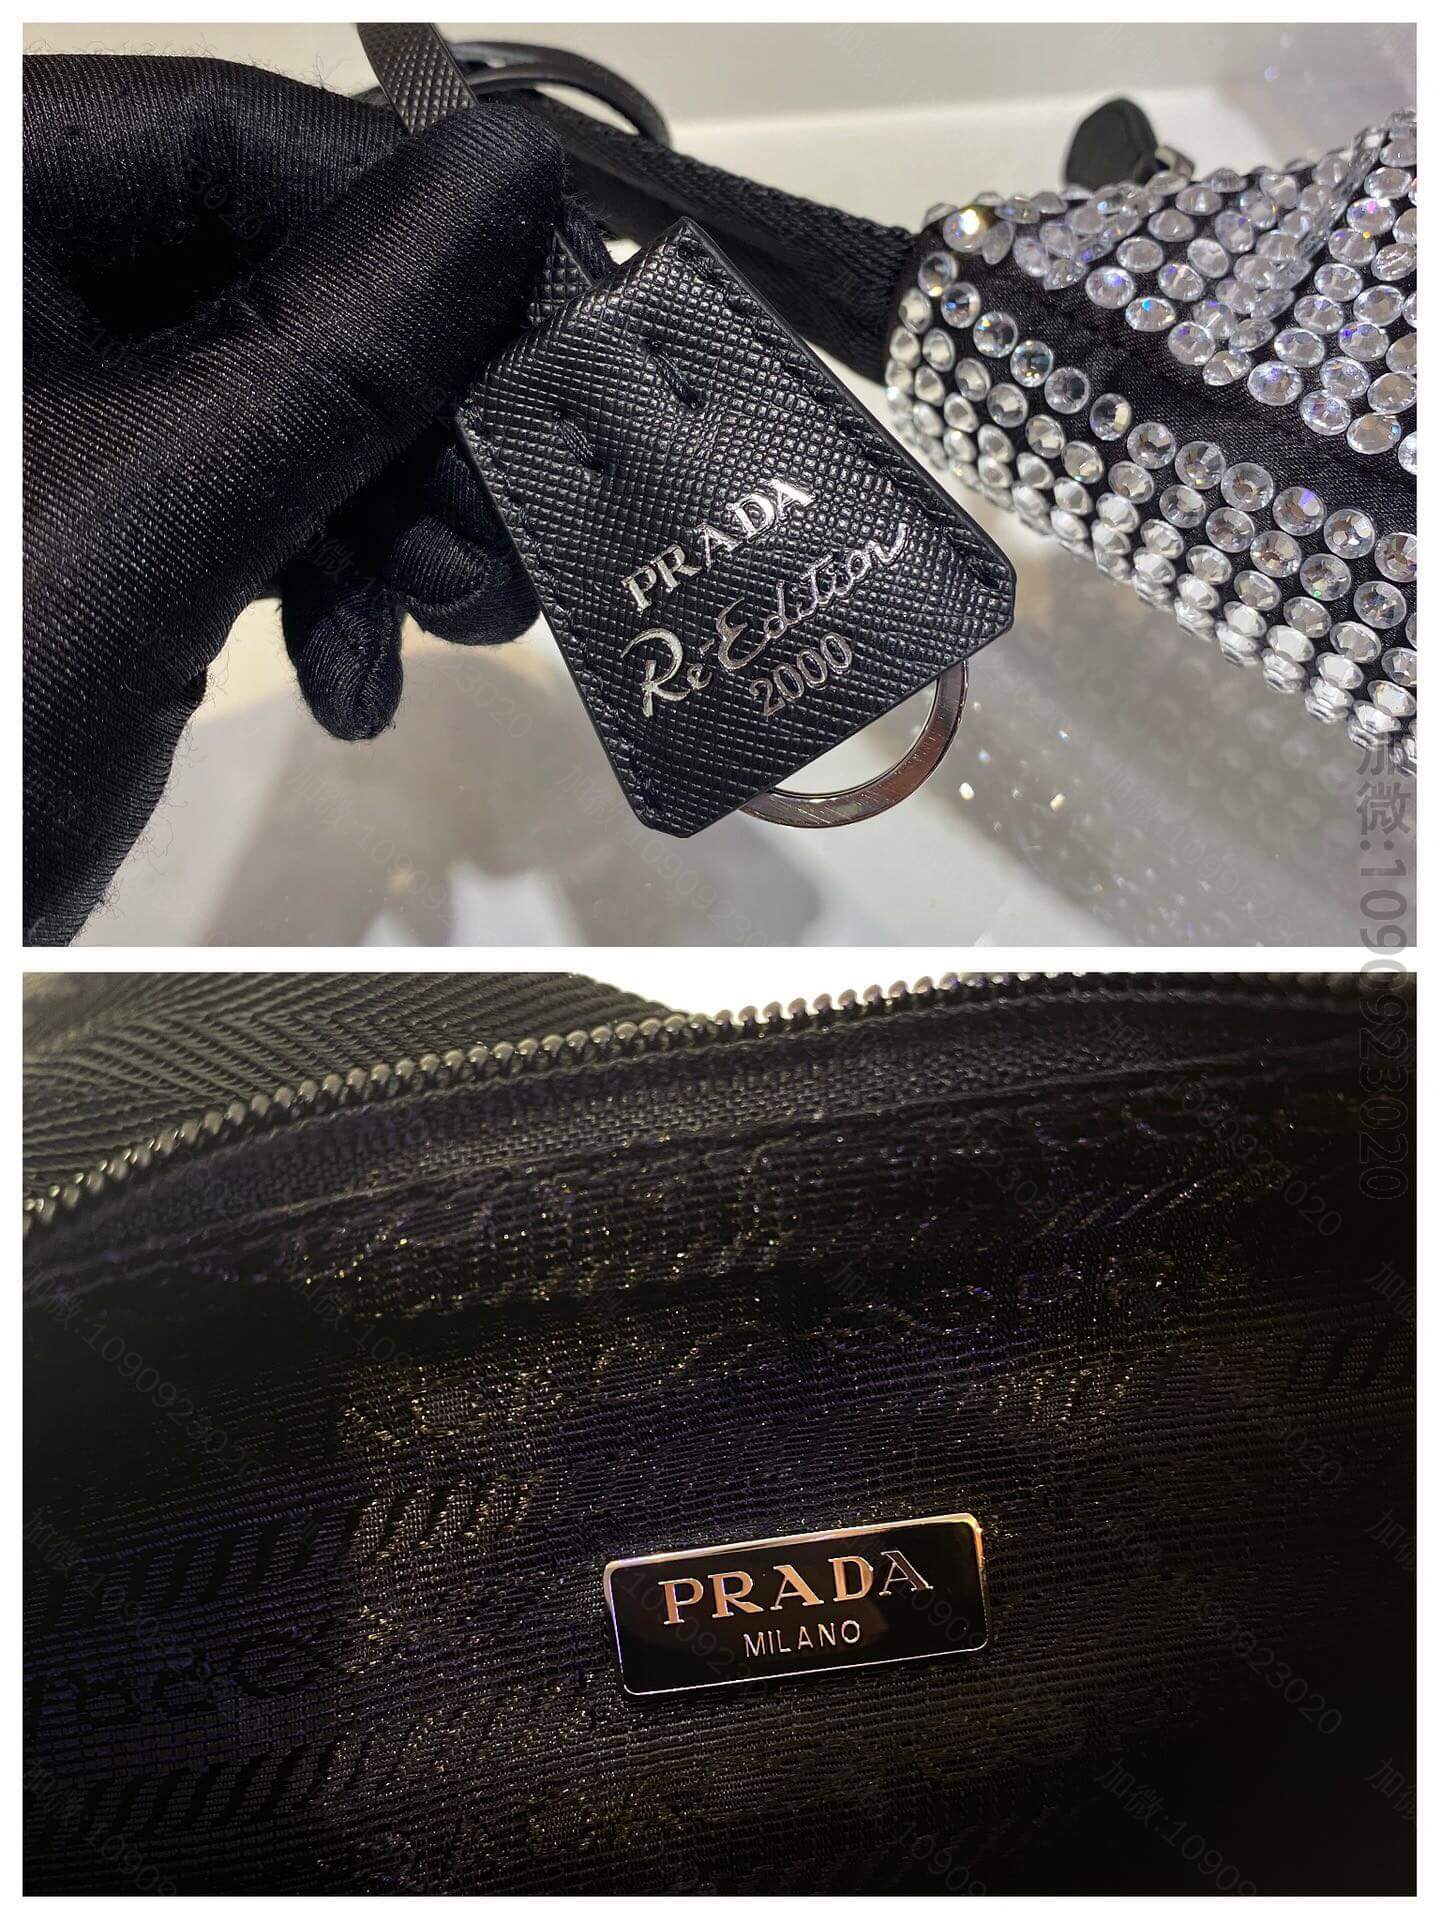 PRADA
Re-Edition
2000
加微:1090923020
PRADA
MILANO